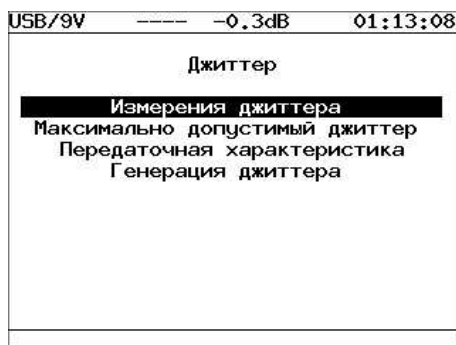 USB/9V ---- -0.3dB 01:13:08
Джиттер
Измерения джиттера
Максимально допустимый джиттер
Передаточная характеристика
Генерация джиттера